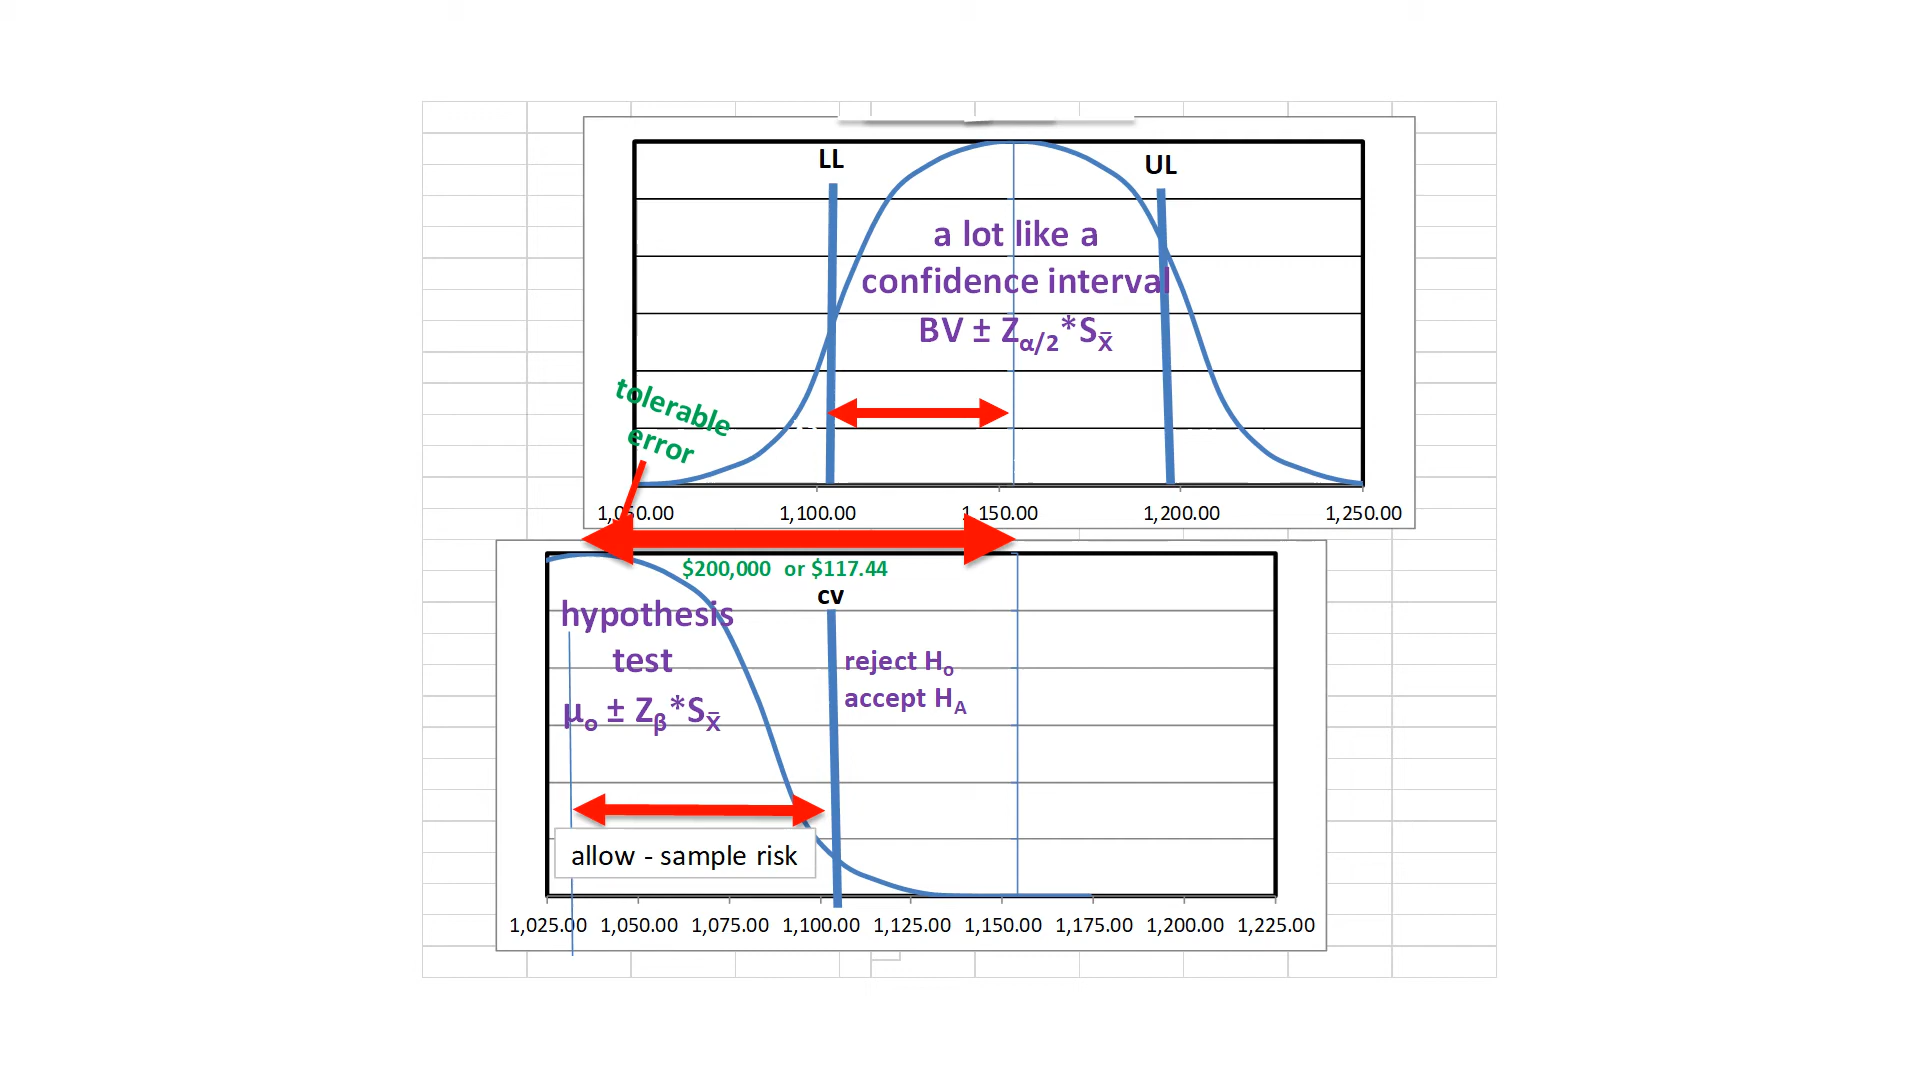 LL
UL
a lot like a
confidence interval
BV ± Zα/2*Sx̄
tolerable
error
1,050.00 1,100.00 1,150.00 1,200.00 1,250.00
$200,000 or $117.44
cv
hypothesis
test
μo ± Zβ*Sx̄
reject Ho
accept HA
allow - sample risk
1,025.00 1,050.00 1,075.00 1,100.00 1,125.00 1,150.00 1,175.00 1,200.00 1,225.00